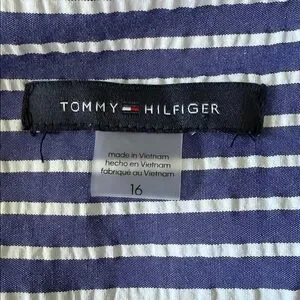 TOMMY HILFIGER
made in Vietnam
hecho en Vietnam
fabriqué au Vietnam
16